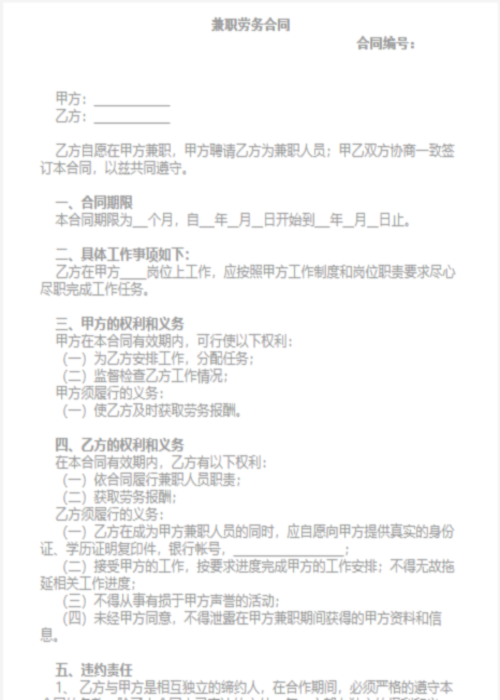 兼职劳务合同
合同编号：
甲方：___________
乙方：___________
乙方自愿在甲方兼职，甲方聘请乙方为兼职人员；甲乙双方协商一致签
订本合同，以兹共同遵守。
一、合同期限
本合同期限为__个月，自__年__月__日开始到__年__月__日止。
二、具体工作事项如下：
乙方在甲方____岗位上工作，应按照甲方工作制度和岗位职责要求尽心
尽职完成工作任务。
三、甲方的权利和义务
甲方在本合同有效期内，可行使以下权利：
（一）为乙方安排工作，分配任务；
（二）监督检查乙方工作情况；
甲方须履行的义务：
（一）使乙方及时获取劳务报酬。
四、乙方的权利和义务
在本合同有效期内，乙方有以下权利：
（一）依合同履行兼职人员职责；
（二）获取劳务报酬；
乙方须履行的义务：
（一）乙方在成为甲方兼职人员的同时，应自愿向甲方提供真实的身份
证、学历证明复印件，银行帐号，________________；
（二）接受甲方的工作，按要求进度完成甲方的工作安排；不得无故拖
延相关工作进度；
（三）不得从事有损于甲方声誉的活动；
（四）未经甲方同意，不得泄露在甲方兼职期间获得的甲方资料和信
息。
五、违约责任
1、 乙方与甲方是相互独立的缔约人，在合作期间，必须严格的遵守本